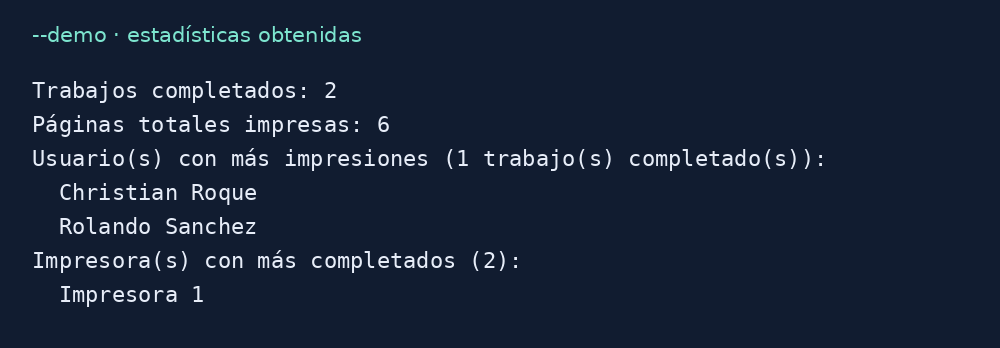 --demo · estadísticas obtenidas
Trabajos completados: 2
Páginas totales impresas: 6
Usuario(s) con más impresiones (1 trabajo(s) completado(s)):
  Christian Roque
  Rolando Sanchez
Impresora(s) con más completados (2):
  Impresora 1